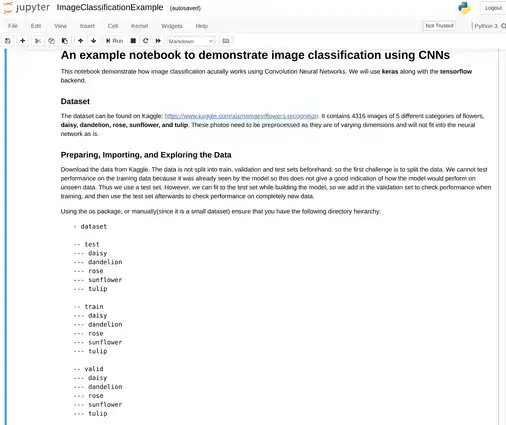 jupyter ImageClassificationExample (autosaved)
Logout
File Edit View Insert Cell Kernel Widgets Help
Not Trusted
Python 3
Run
Markdown
An example notebook to demonstrate image classification using CNNs
This notebook demonstrate how image classification acutally works using Convolution Neural Networks. We will use keras along with the tensorflow
backend.
Dataset
The dataset can be found on Kaggle: https://www.kaggle.com/alxmamaev/flowers-recognition. It contains 4316 images of 5 different categories of flowers,
daisy, dandelion, rose, sunflower, and tulip. These photos need to be preprocessed as they are of varying dimensions and will not fit into the neural
network as is.
Preparing, Importing, and Exploring the Data
Download the data from Kaggle. The data is not split into train, validation and test sets beforehand, so the first challenge is to split the data. We cannot test
performance on the training data because it was already seen by the model so this does not give a good indication of how the model would perform on
unseen data. Thus we use a test set. However, we can fit to the test set while building the model, so we add in the validation set to check performance when
training, and then use the test set afterwards to check performance on completely new data.
Using the os package, or manually(since it is a small dataset) ensure that you have the following directory heirarchy:
- dataset
-- test
--- daisy
--- dandelion
--- rose
--- sunflower
--- tulip
-- train
--- daisy
--- dandelion
--- rose
--- sunflower
--- tulip
-- valid
--- daisy
--- dandelion
--- rose
--- sunflower
--- tulip